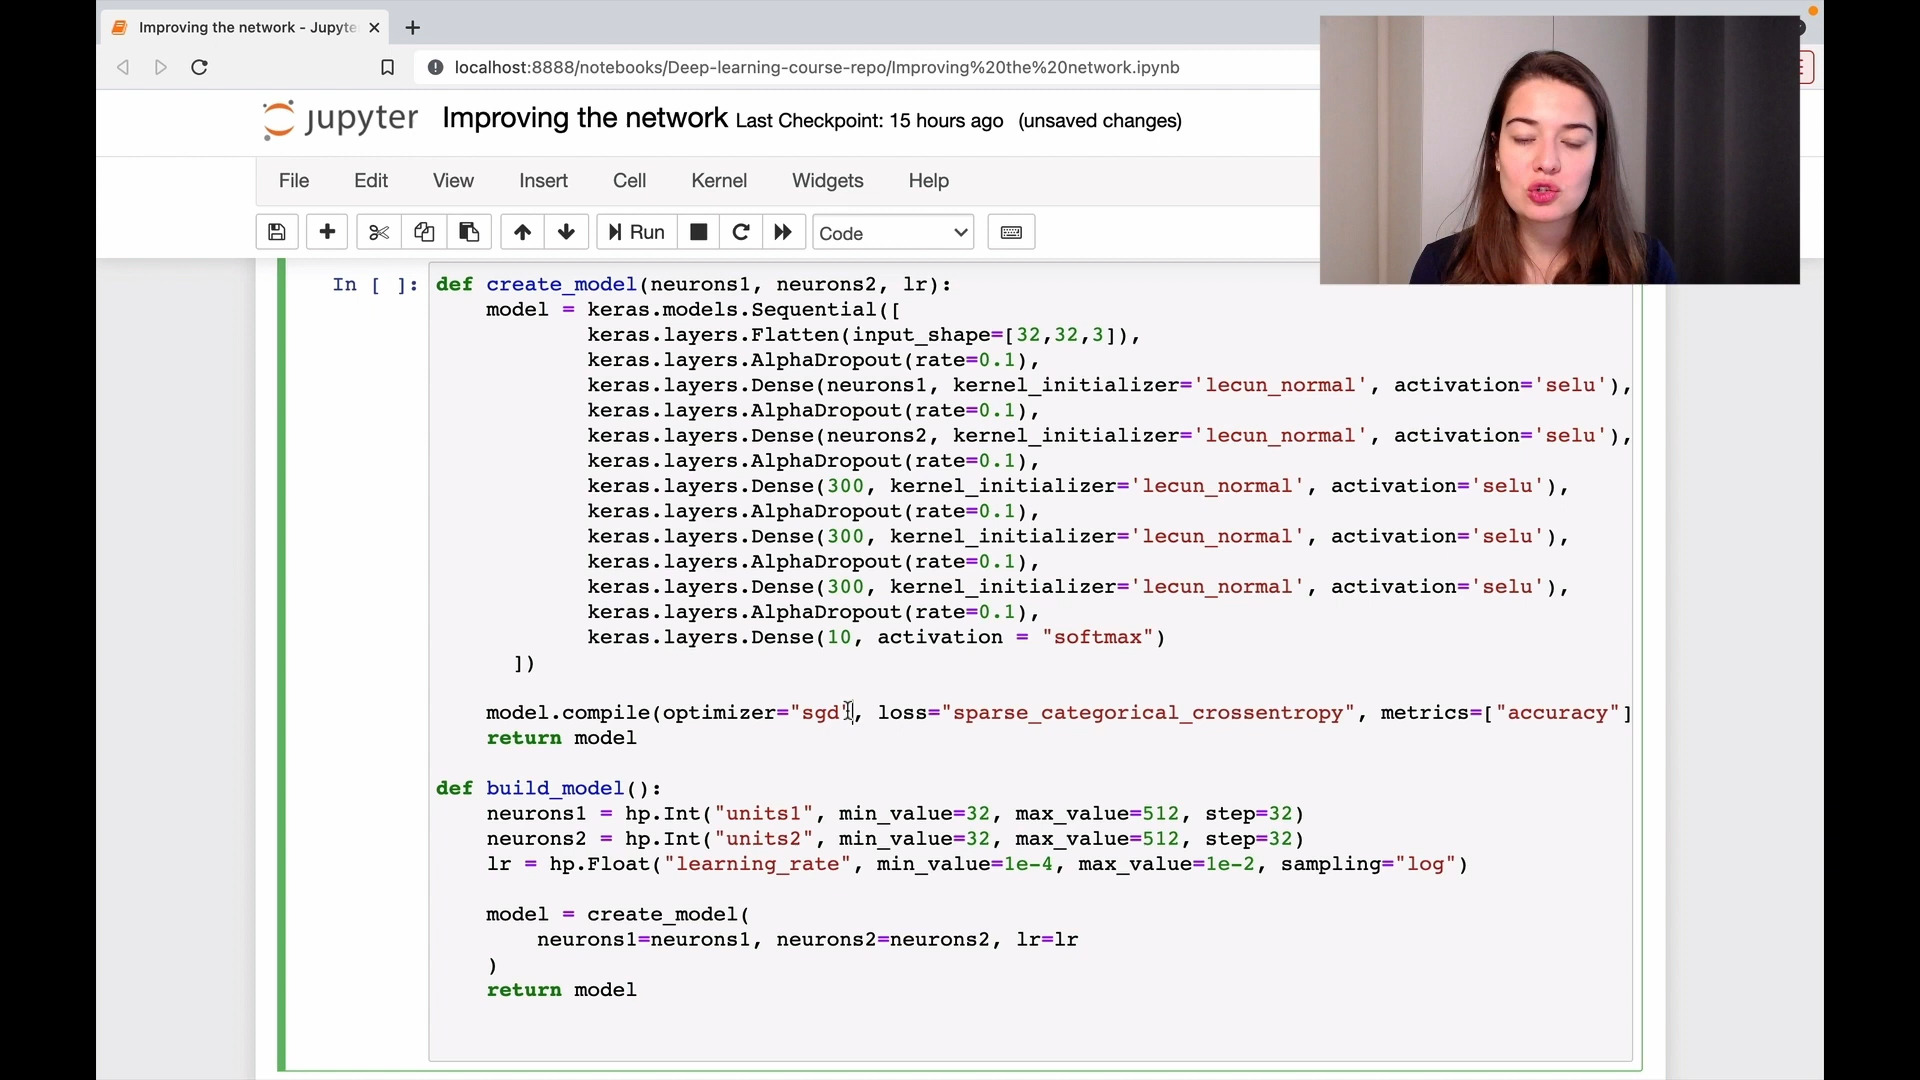 Improving the network - Jupyte
localhost:8888/notebooks/Deep-learning-course-repo/Improving%20the%20network.ipynb
jupyter Improving the network Last Checkpoint: 15 hours ago (unsaved changes)
File Edit View Insert Cell Kernel Widgets Help
Run Code
In [ ]: def create_model(neurons1, neurons2, lr):
model = keras.models.Sequential([
keras.layers.Flatten(input_shape=[32,32,3]),
keras.layers.AlphaDropout(rate=0.1),
keras.layers.Dense(neurons1, kernel_initializer='lecun_normal', activation='selu'),
keras.layers.AlphaDropout(rate=0.1),
keras.layers.Dense(neurons2, kernel_initializer='lecun_normal', activation='selu'),
keras.layers.AlphaDropout(rate=0.1),
keras.layers.Dense(300, kernel_initializer='lecun_normal', activation='selu'),
keras.layers.AlphaDropout(rate=0.1),
keras.layers.Dense(300, kernel_initializer='lecun_normal', activation='selu'),
keras.layers.AlphaDropout(rate=0.1),
keras.layers.Dense(300, kernel_initializer='lecun_normal', activation='selu'),
keras.layers.AlphaDropout(rate=0.1),
keras.layers.Dense(10, activation = "softmax")
])
model.compile(optimizer="sgd", loss="sparse_categorical_crossentropy", metrics=["accuracy"]
return model
def build_model():
neurons1 = hp.Int("units1", min_value=32, max_value=512, step=32)
neurons2 = hp.Int("units2", min_value=32, max_value=512, step=32)
lr = hp.Float("learning_rate", min_value=1e-4, max_value=1e-2, sampling="log")
model = create_model(
neurons1=neurons1, neurons2=neurons2, lr=lr
)
return model